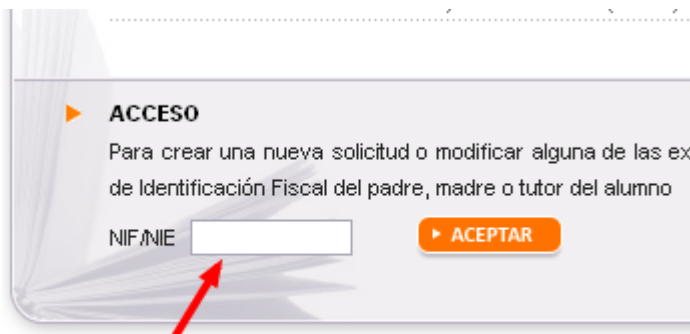 ACCESO
Para crear una nueva solicitud o modificar alguna de las ex
de Identificación Fiscal del padre, madre o tutor del alumno
NIF/NIE ACEPTAR